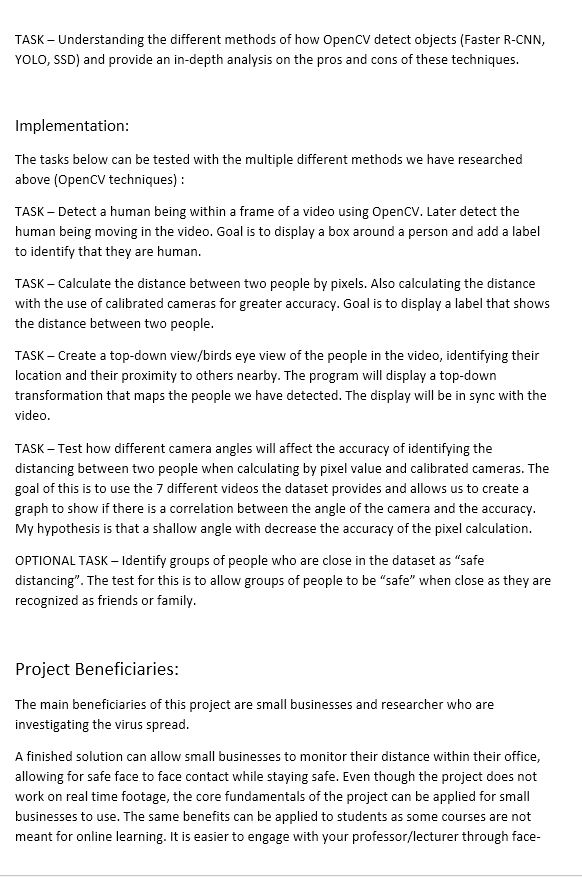 TASK – Understanding the different methods of how OpenCV detect objects (Faster R-CNN,
YOLO, SSD) and provide an in-depth analysis on the pros and cons of these techniques.
Implementation:
The tasks below can be tested with the multiple different methods we have researched
above (OpenCV techniques) :
TASK – Detect a human being within a frame of a video using OpenCV. Later detect the
human being moving in the video. Goal is to display a box around a person and add a label
to identify that they are human.
TASK – Calculate the distance between two people by pixels. Also calculating the distance
with the use of calibrated cameras for greater accuracy. Goal is to display a label that shows
the distance between two people.
TASK – Create a top-down view/birds eye view of the people in the video, identifying their
location and their proximity to others nearby. The program will display a top-down
transformation that maps the people we have detected. The display will be in sync with the
video.
TASK – Test how different camera angles will affect the accuracy of identifying the
distancing between two people when calculating by pixel value and calibrated cameras. The
goal of this is to use the 7 different videos the dataset provides and allows us to create a
graph to show if there is a correlation between the angle of the camera and the accuracy.
My hypothesis is that a shallow angle with decrease the accuracy of the pixel calculation.
OPTIONAL TASK – Identify groups of people who are close in the dataset as “safe
distancing”. The test for this is to allow groups of people to be “safe” when close as they are
recognized as friends or family.
Project Beneficiaries:
The main beneficiaries of this project are small businesses and researcher who are
investigating the virus spread.
A finished solution can allow small businesses to monitor their distance within their office,
allowing for safe face to face contact while staying safe. Even though the project does not
work on real time footage, the core fundamentals of the project can be applied for small
businesses to use. The same benefits can be applied to students as some courses are not
meant for online learning. It is easier to engage with your professor/lecturer through face-